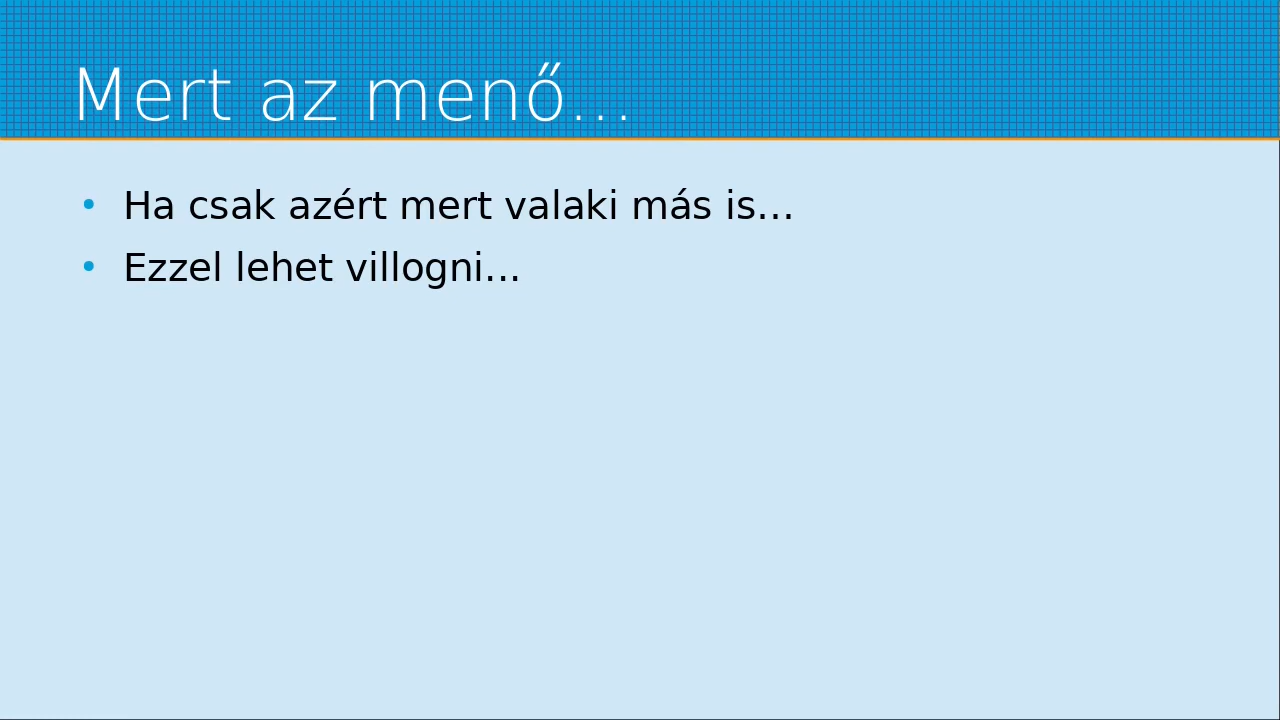 Mert az menő...
• Ha csak azért mert valaki más is...
• Ezzel lehet villogni...